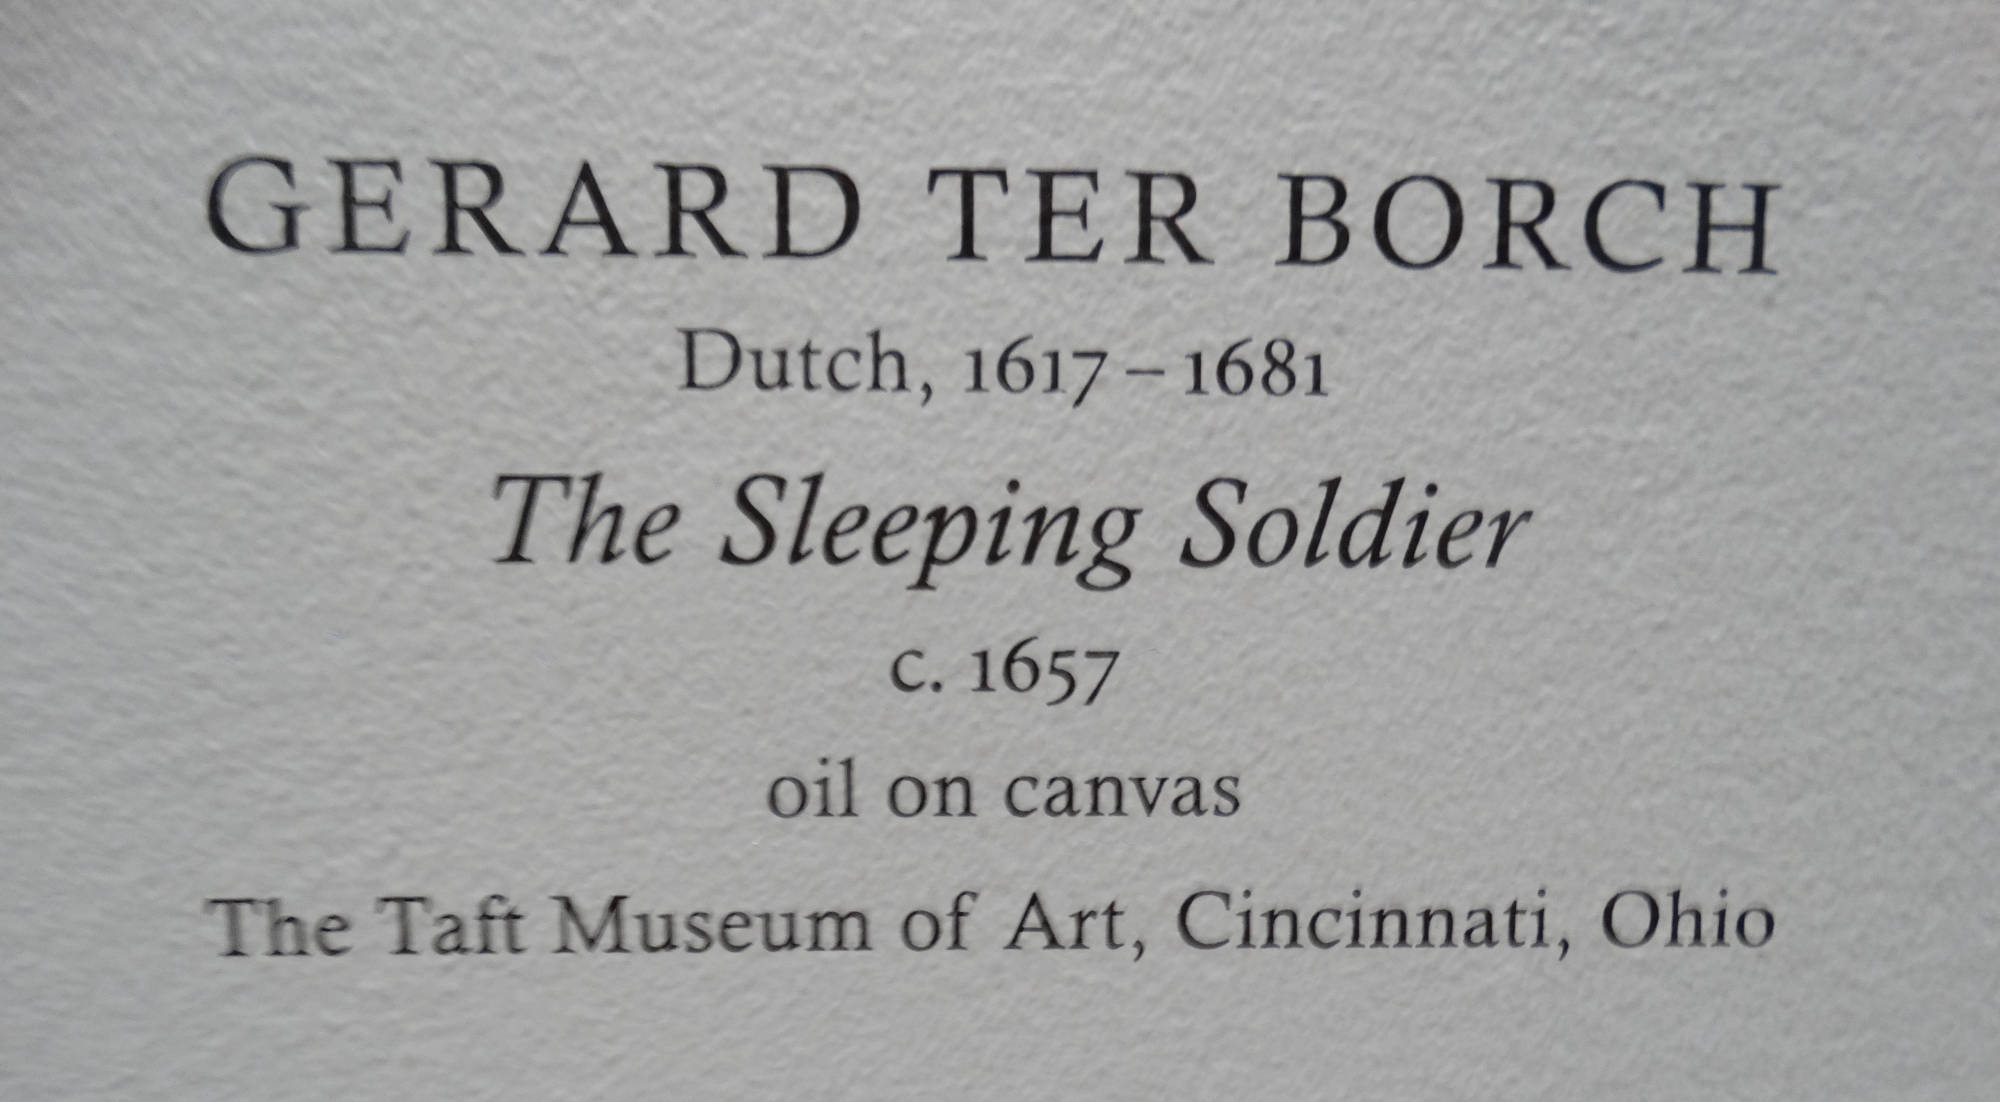 GERARD TER BORCH
Dutch, 1617 – 1681
The Sleeping Soldier
c. 1657
oil on canvas
The Taft Museum of Art, Cincinnati, Ohio